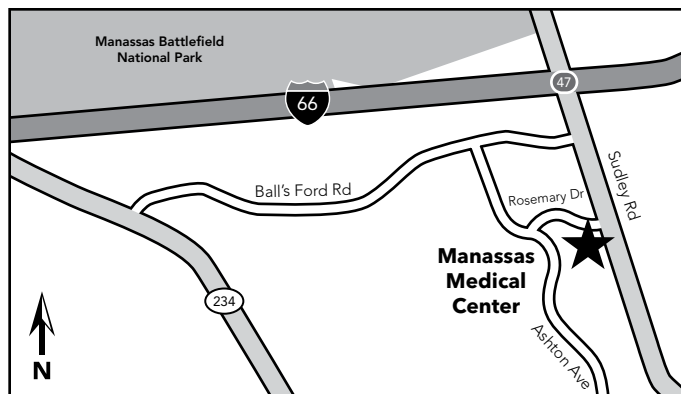 Manassas Battlefield
National Park
66
47
Ball's Ford Rd
Rosemary Dr
Sudley Rd
Manassas
Medical
Center
234
Ashton Ave
N